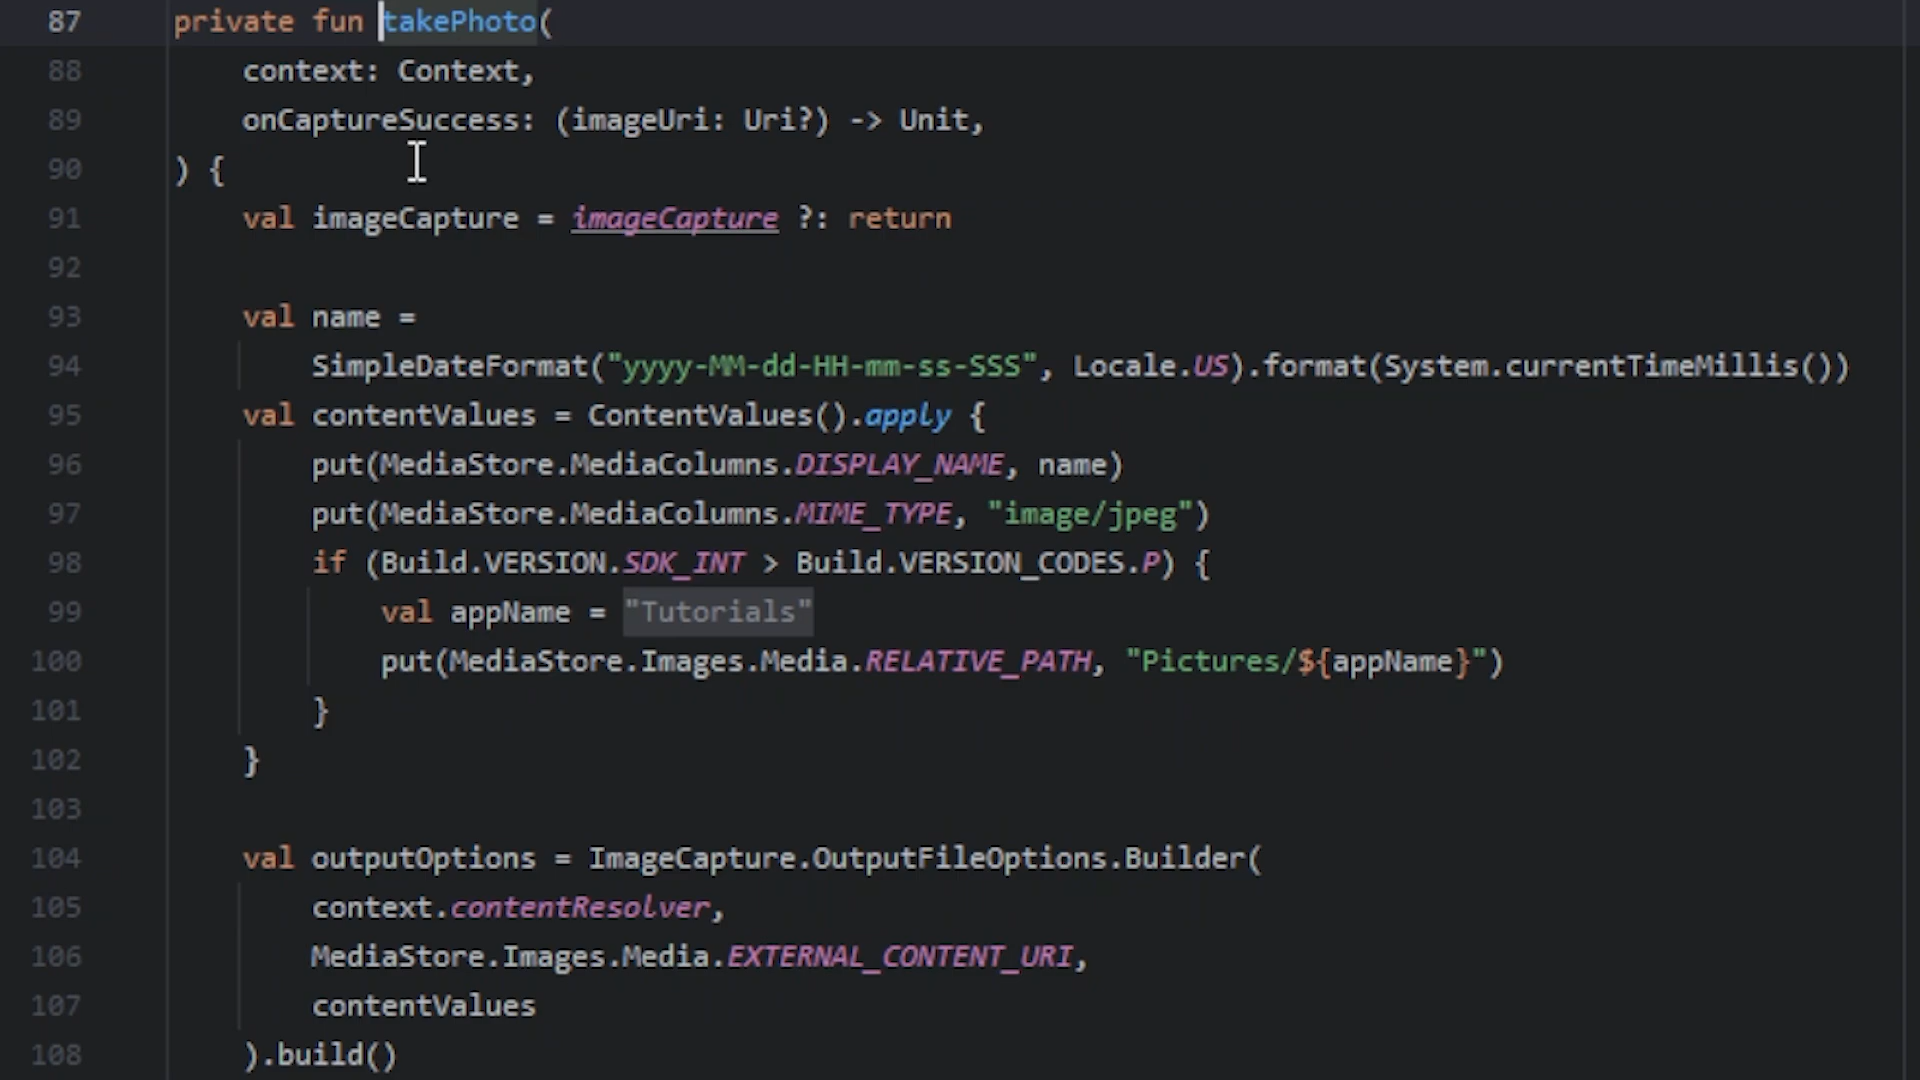 87 private fun takePhoto(
88 context: Context,
89 onCaptureSuccess: (imageUri: Uri?) -> Unit,
90 ) {
91 val imageCapture = imageCapture ?: return
92
93 val name =
94 SimpleDateFormat("yyyy-MM-dd-HH-mm-ss-SSS", Locale.US).format(System.currentTimeMillis())
95 val contentValues = ContentValues().apply {
96 put(MediaStore.MediaColumns.DISPLAY_NAME, name)
97 put(MediaStore.MediaColumns.MIME_TYPE, "image/jpeg")
98 if (Build.VERSION.SDK_INT > Build.VERSION_CODES.P) {
99 val appName = "Tutorials"
100 put(MediaStore.Images.Media.RELATIVE_PATH, "Pictures/${appName}")
101 }
102 }
103
104 val outputOptions = ImageCapture.OutputFileOptions.Builder(
105 context.contentResolver,
106 MediaStore.Images.Media.EXTERNAL_CONTENT_URI,
107 contentValues
108 ).build()